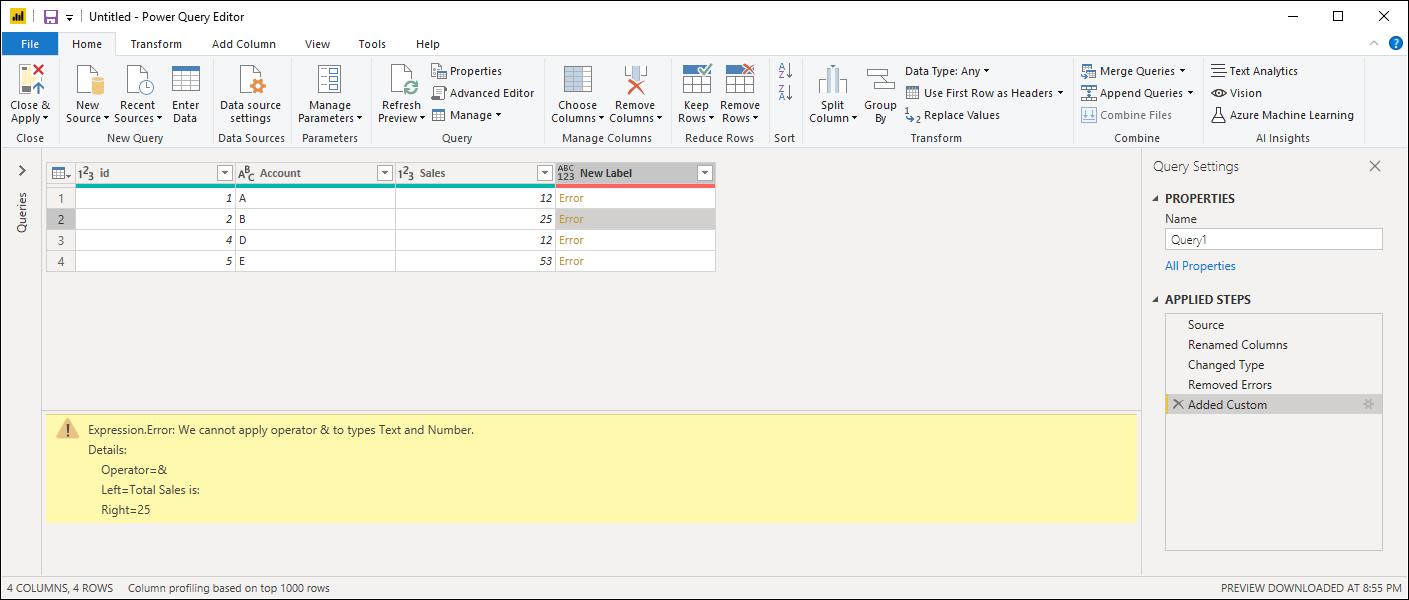 Untitled - Power Query Editor
File Home Transform Add Column View Tools Help
Close & Apply
Close
New Source
Recent Sources
Enter Data
New Query
Data source settings
Data Sources
Manage Parameters
Parameters
Refresh Preview
Properties
Advanced Editor
Manage
Query
Choose Columns
Remove Columns
Manage Columns
Keep Rows
Remove Rows
Reduce Rows
Sort
Split Column
Group By
Data Type: Any
Use First Row as Headers
Replace Values
Transform
Merge Queries
Append Queries
Combine Files
Combine
Text Analytics
Vision
Azure Machine Learning
AI Insights
Queries
123 id ABC Account 123 Sales ABC 123 New Label
1 1 A 12 Error
2 2 B 25 Error
3 4 D 12 Error
4 5 E 53 Error
Expression.Error: We cannot apply operator & to types Text and Number.
Details:
Operator=&
Left=Total Sales is:
Right=25
Query Settings
PROPERTIES
Name
Query1
All Properties
APPLIED STEPS
Source
Renamed Columns
Changed Type
Removed Errors
Added Custom
4 COLUMNS, 4 ROWS Column profiling based on top 1000 rows
PREVIEW DOWNLOADED AT 8:55 PM